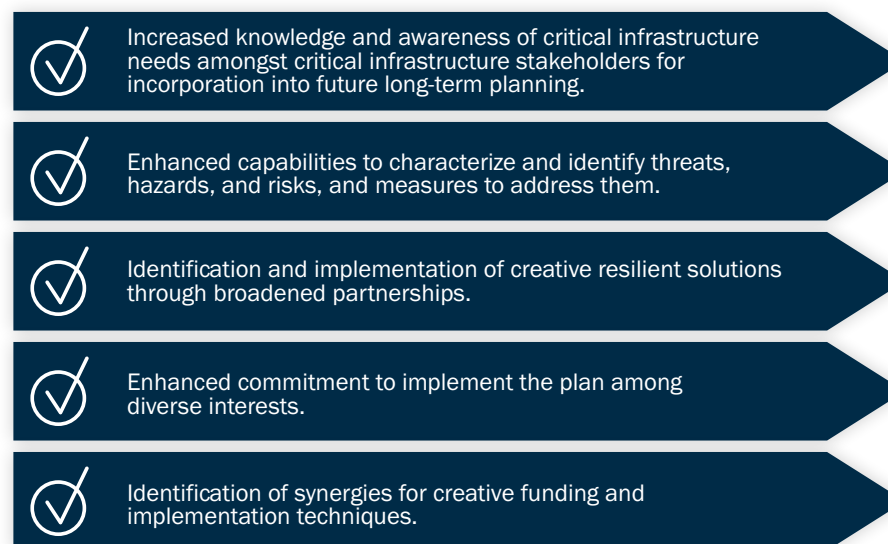 Increased knowledge and awareness of critical infrastructure
needs amongst critical infrastructure stakeholders for
incorporation into future long-term planning.
Enhanced capabilities to characterize and identify threats,
hazards, and risks, and measures to address them.
Identification and implementation of creative resilient solutions
through broadened partnerships.
Enhanced commitment to implement the plan among
diverse interests.
Identification of synergies for creative funding and
implementation techniques.